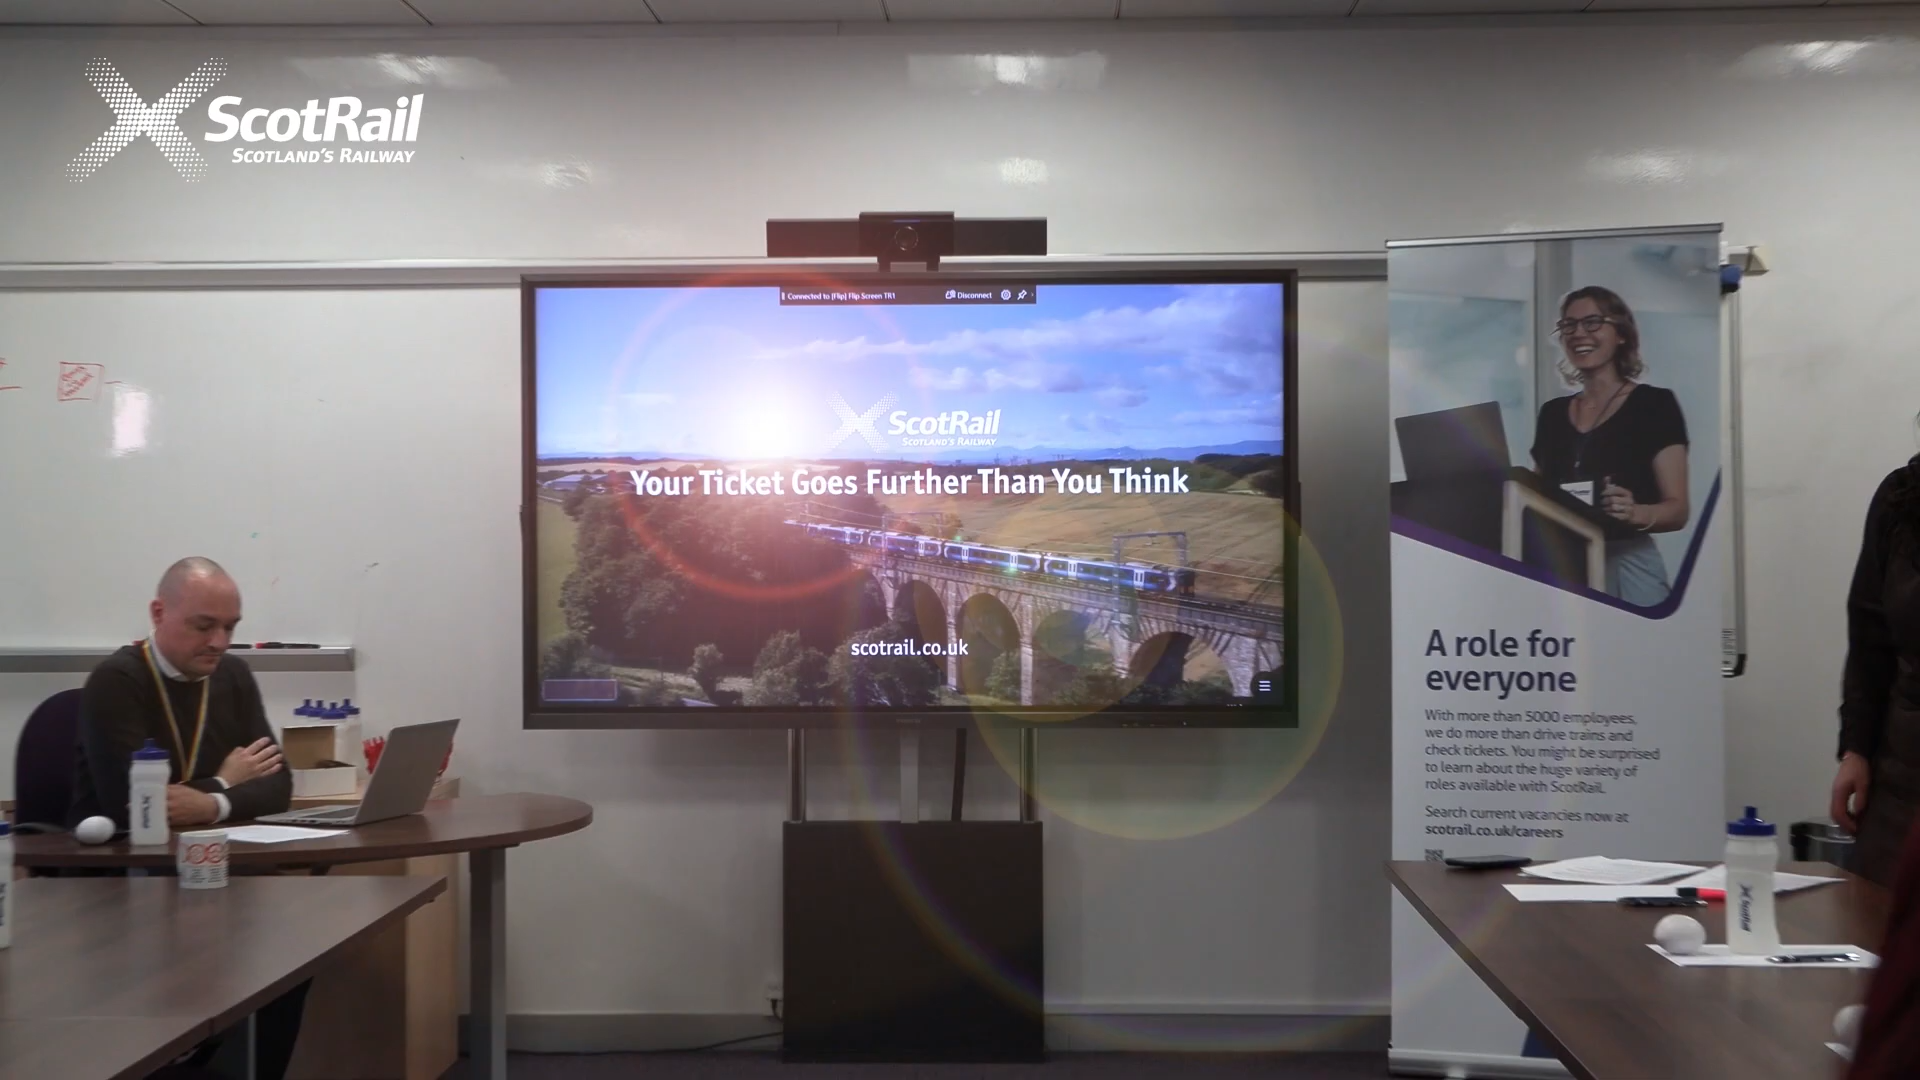 ScotRail
SCOTLAND'S RAILWAY
Connected to [Flip] Flip Screen TR1
Disconnect
ScotRail
SCOTLAND'S RAILWAY
Your Ticket Goes Further Than You Think
scotrail.co.uk
A role for
everyone
With more than 5000 employees,
we do more than drive trains and
check tickets. You might be surprised
to learn about the huge variety of
roles available with ScotRail.
Search current vacancies now at
scotrail.co.uk/careers
ScotRail
ScotRail